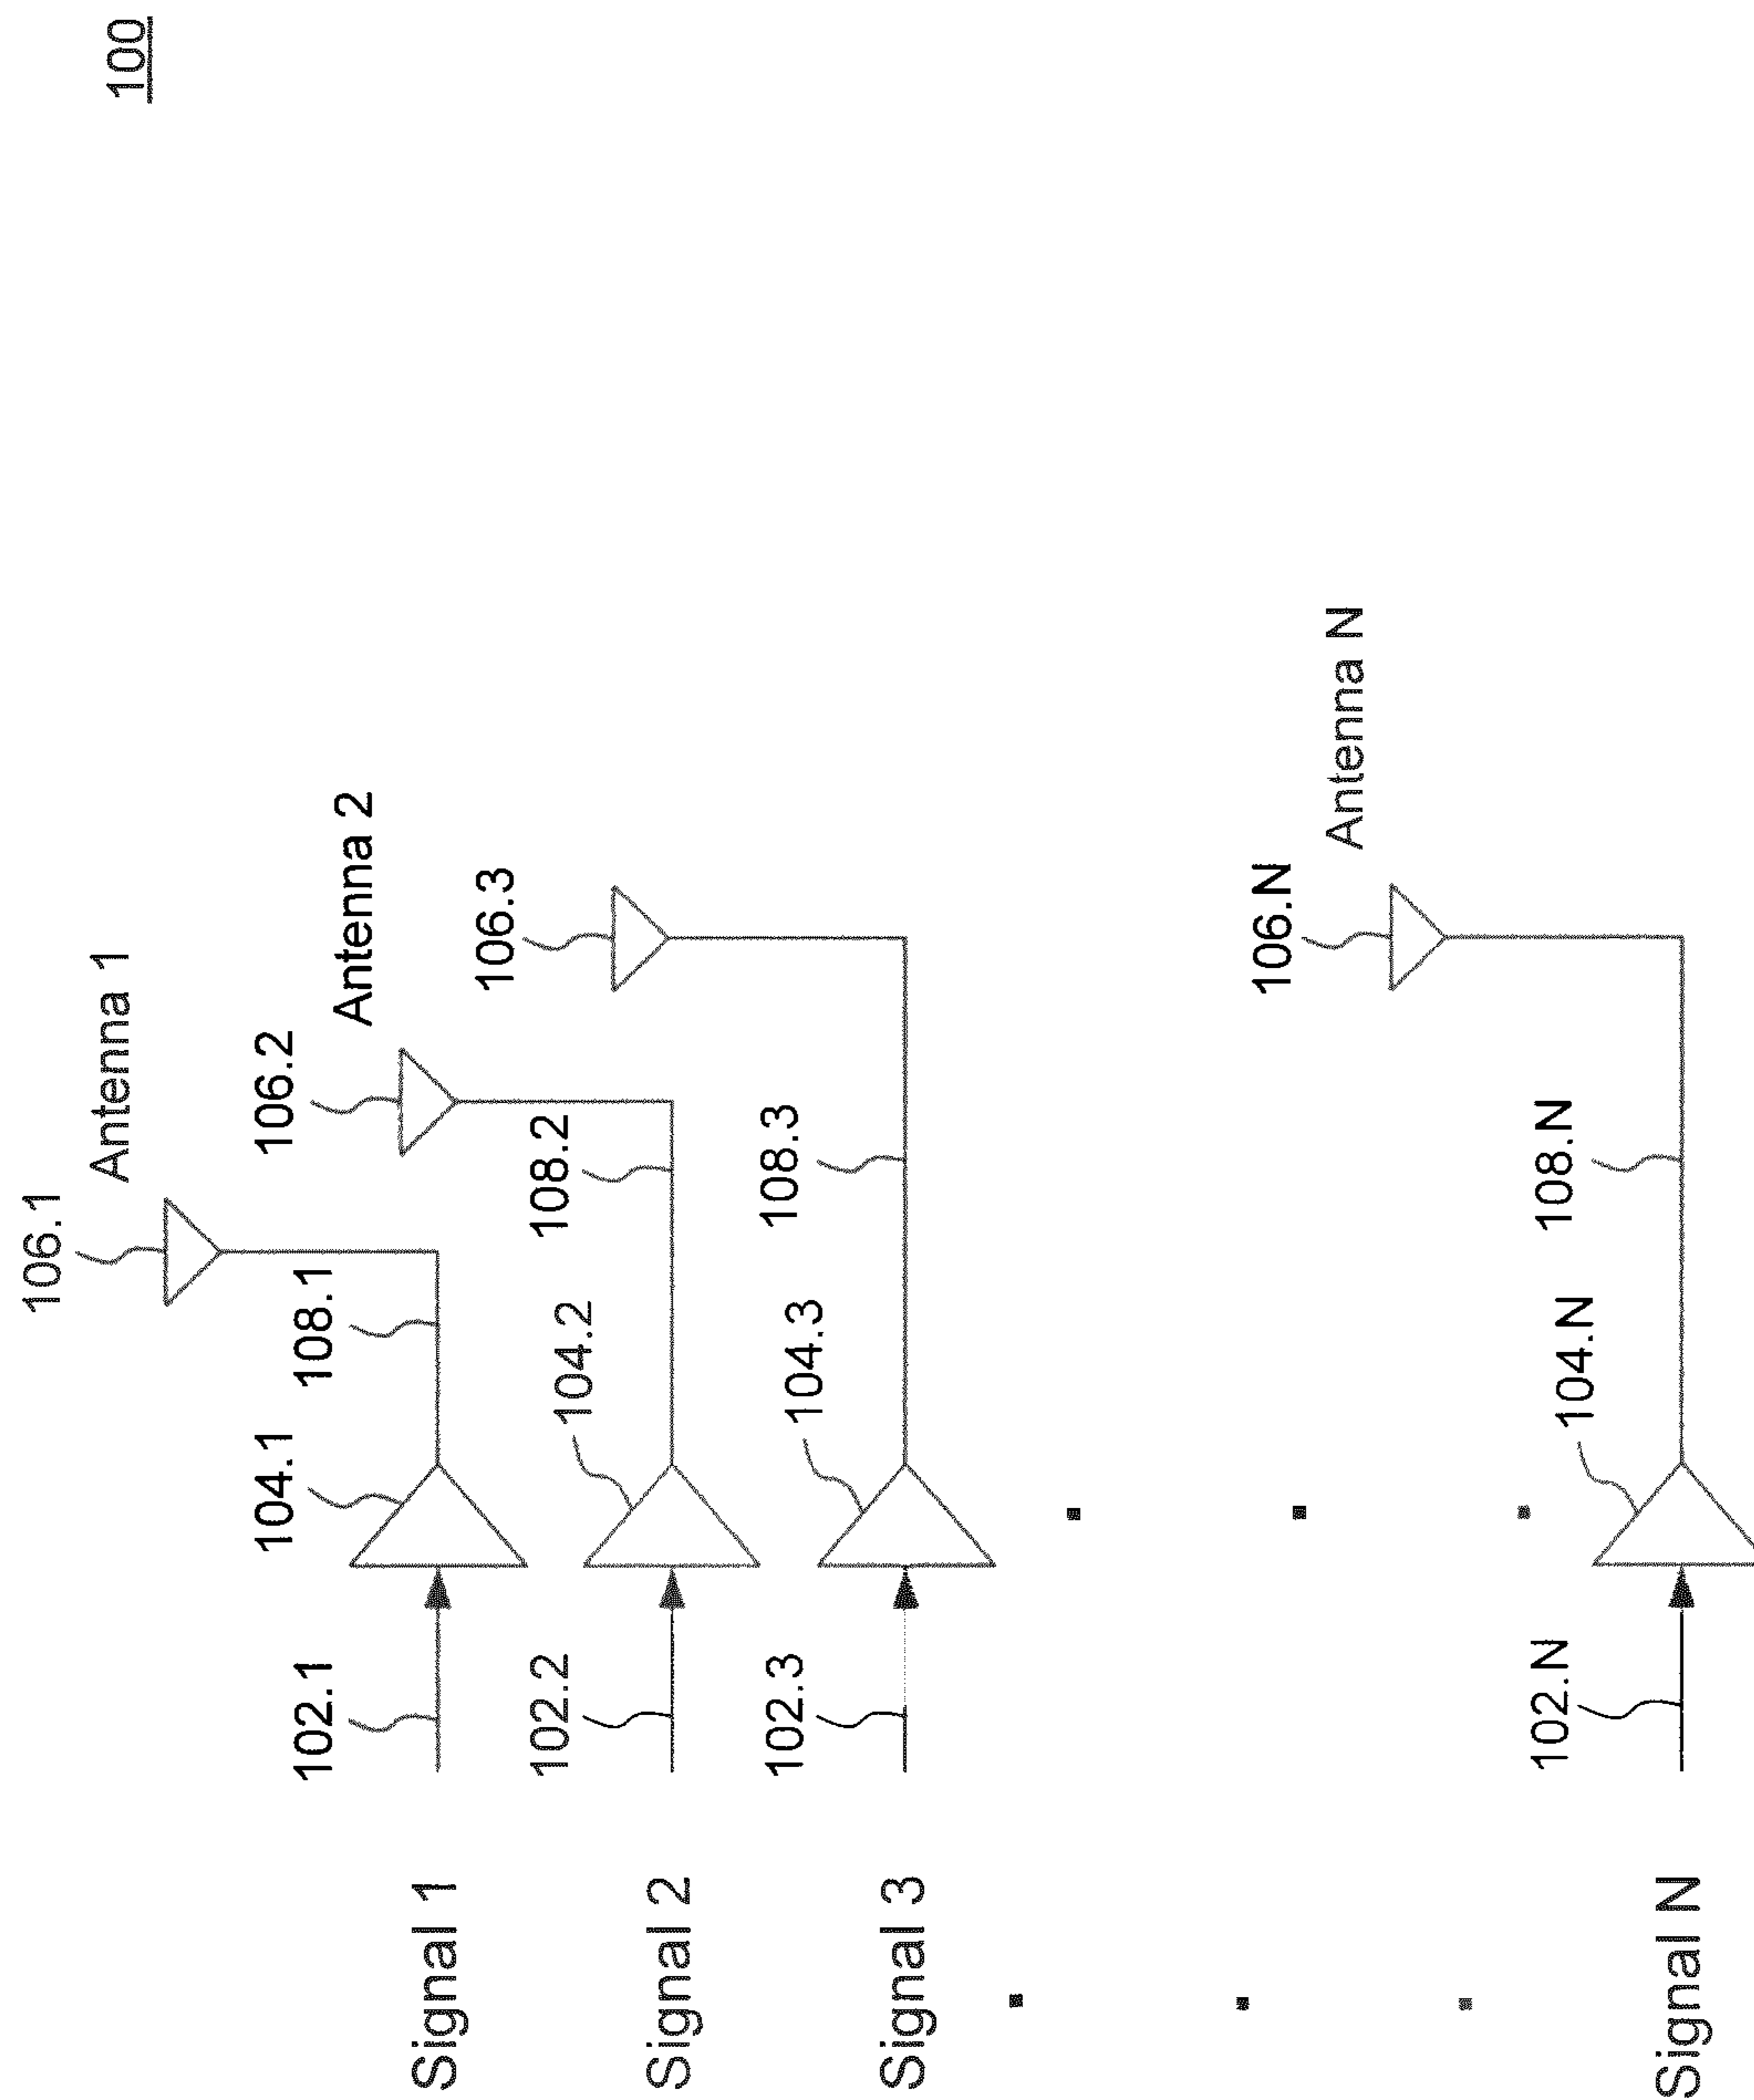 100
106.1
Antenna 1
106.2
Antenna 2
104.1
108.1
102.1
Signal 1
106.3
108.2
104.2
102.2
Signal 2
108.3
104.3
102.3
Signal 3
106.N
Antenna N
108.N
104.N
102.N
Signal N